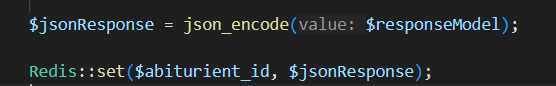 $jsonResponse = json_encode(value: $responseModel);
Redis::set($abiturient_id, $jsonResponse);